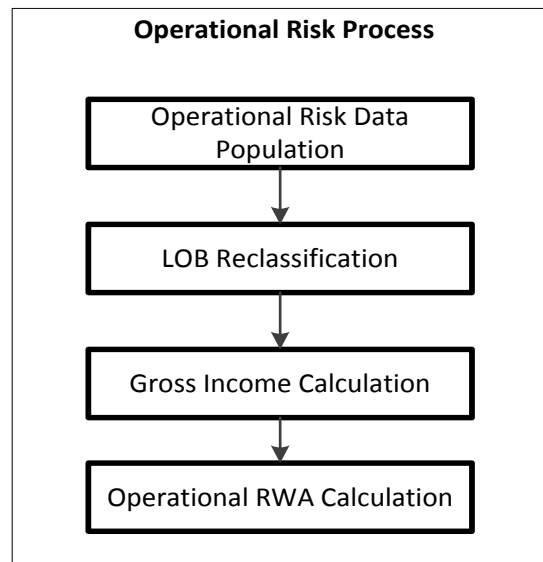 Operational Risk Process
Operational Risk Data
Population
LOB Reclassification
Gross Income Calculation
Operational RWA Calculation